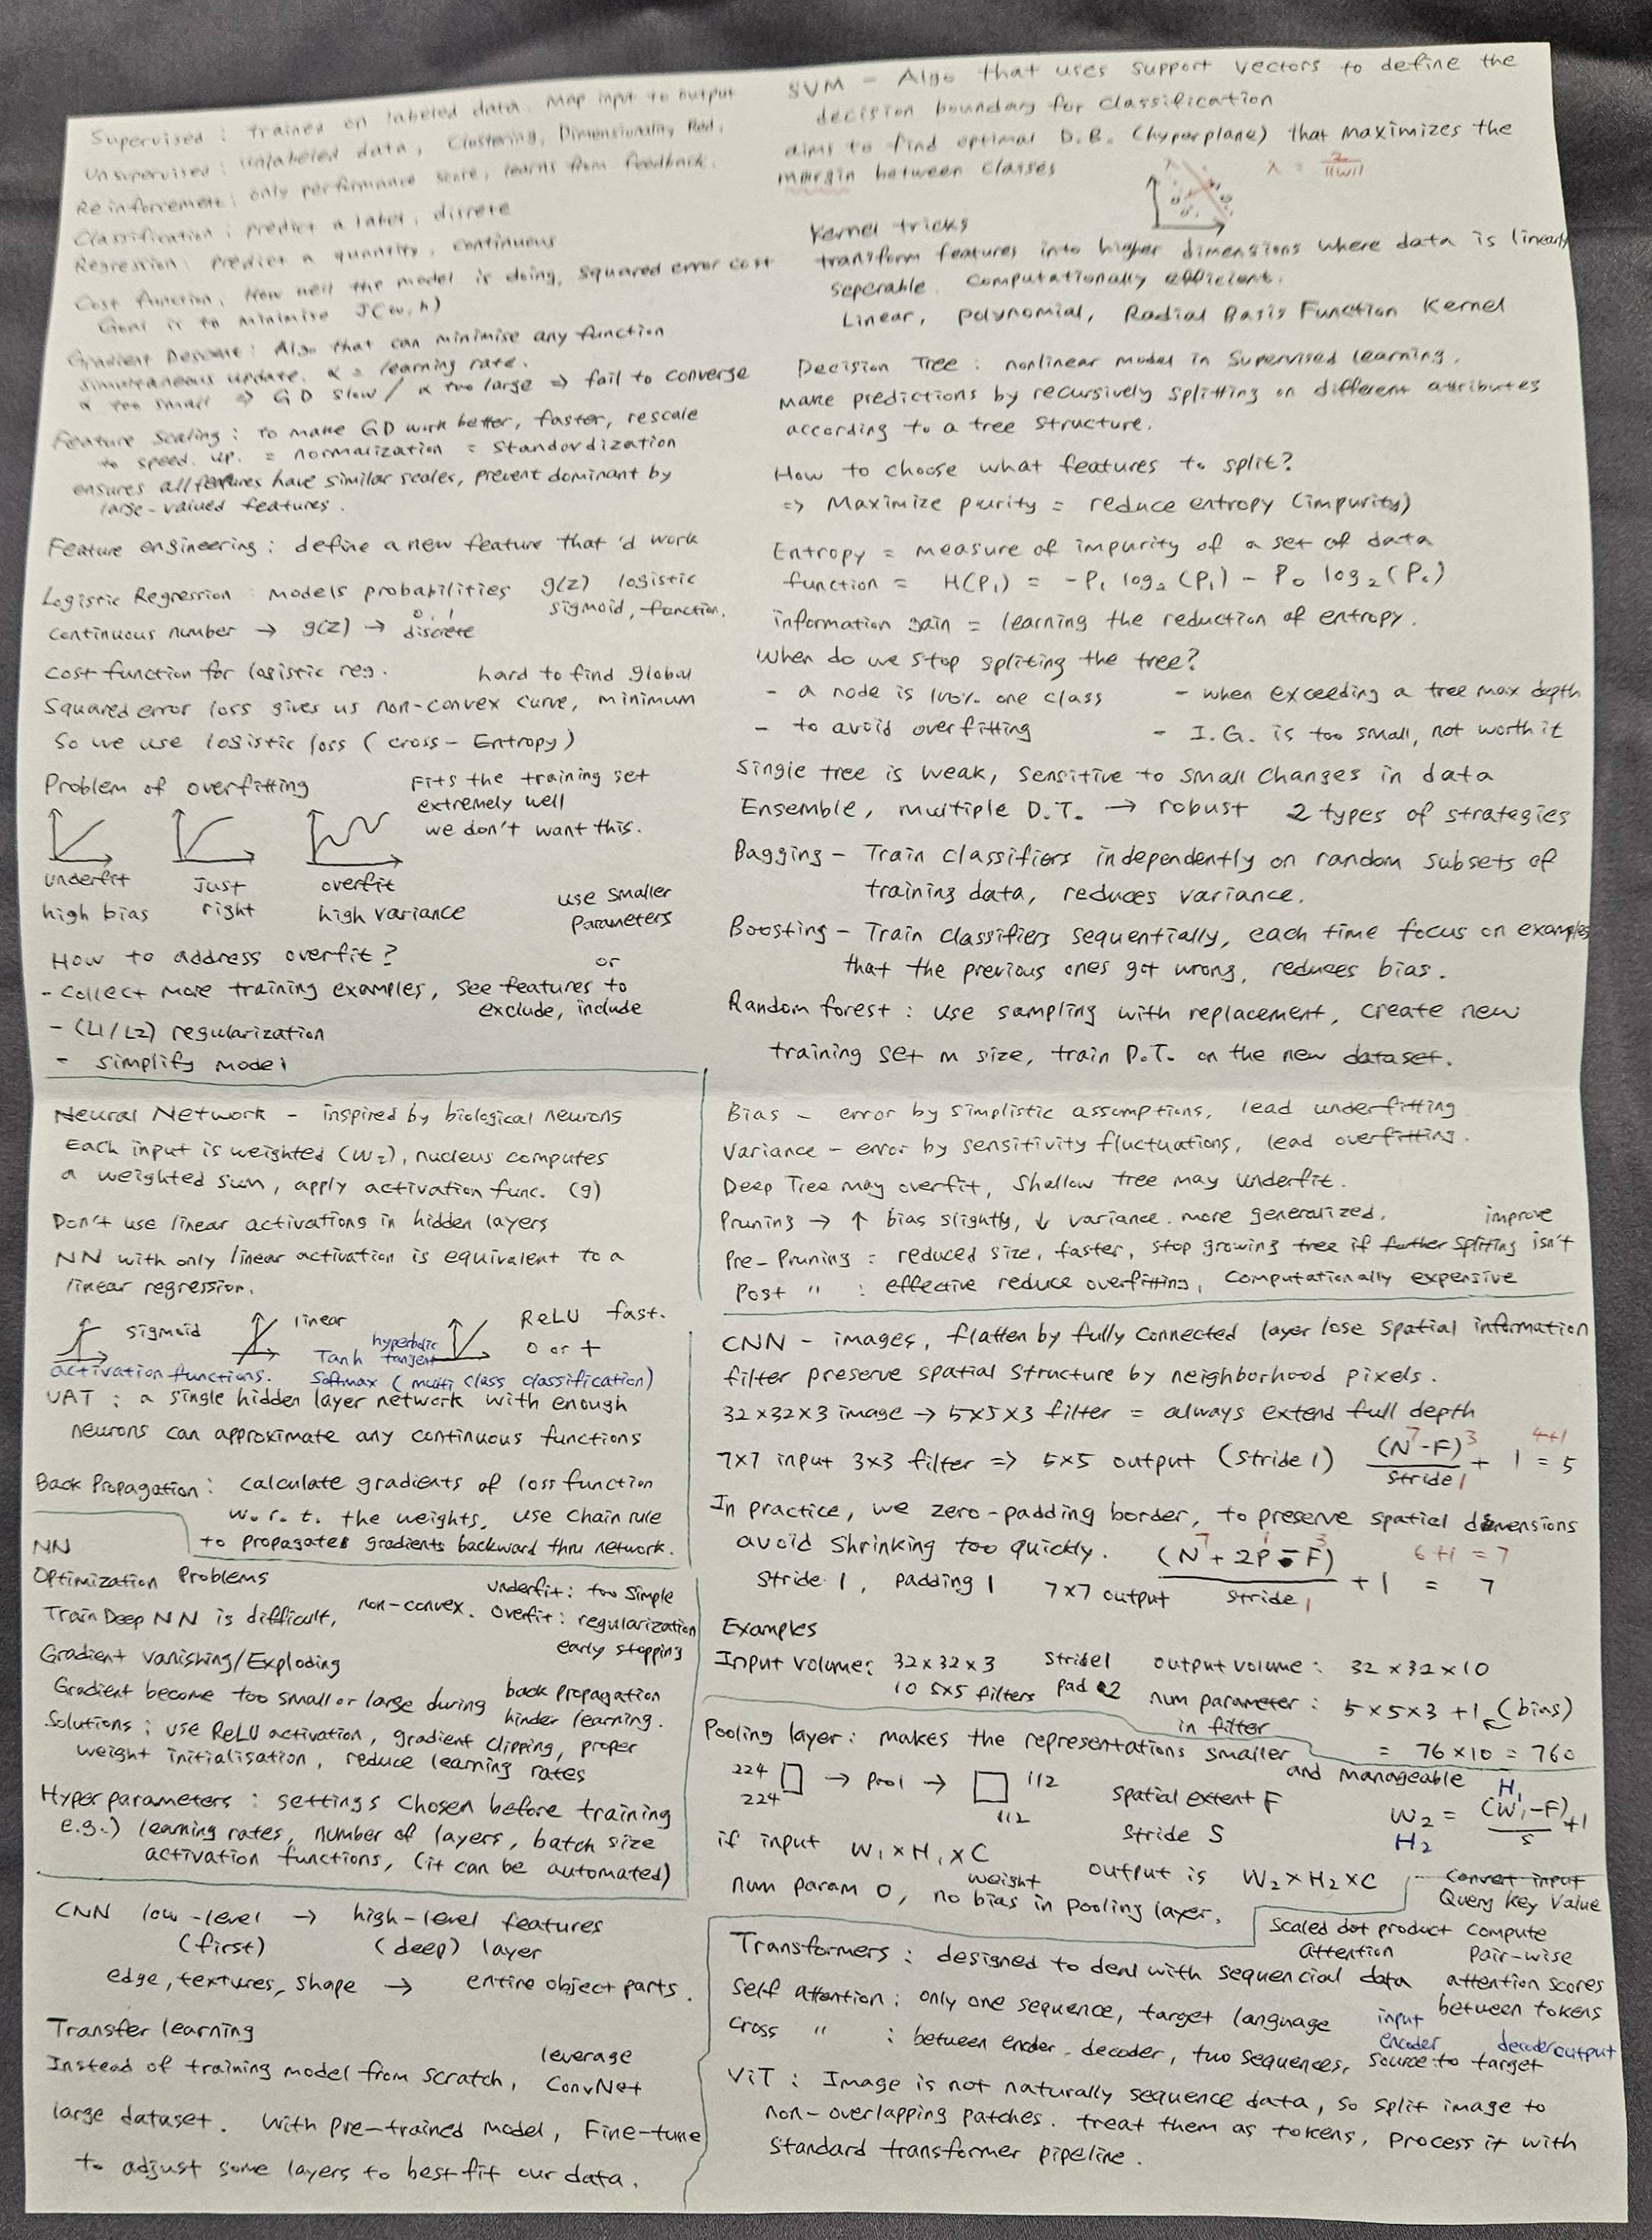 Supervised : trained on labeled data. Map input to output
Unsupervised : unlabeled data, Clustering, Dimensionality Red.
Reinforcement : only performance score, learns from feedback.
Classification : predict a label, discrete
Regression : predict a quantity, continuous
Cost function, How well the model is doing, squared error cost
Goal is to minimise J(w, b)
Gradient Descent : Algo that can minimise any function
simultaneous update. α = learning rate.
α too small => GD slow / α too large => fail to converge
Feature Scaling : to make GD work better, faster, rescale
to speed up. = normalization = Standardization
ensures all features have similar scales, prevent dominant by
large-valued features.
Feature engineering : define a new feature that'd work
Logistic Regression : models probabilities g(z) logistic
0, 1 sigmoid, function.
continuous number → g(z) → discrete
cost function for logistic reg. hard to find global
Squared error loss gives us non-convex curve, minimum
So we use logistic loss ( cross-Entropy )
Problem of overfitting
Fits the training set
extremely well
we don't want this.
underfit just overfit
high bias right high variance
use smaller
parameters
How to address overfit? or
- collect more training examples, see features to
exclude, include
- (L1/L2) regularization
- simplify model
Neural Network - inspired by biological neurons
Each input is weighted (W₂), nucleus computes
a weighted sum, apply activation func. (g)
Don't use linear activations in hidden layers
NN with only linear activation is equivalent to a
linear regression.
sigmoid linear ReLU fast.
Tanh hyperbolic tangent 0 or +
activation functions. Softmax ( multi class classification)
UAT : a single hidden layer network with enough
neurons can approximate any continuous functions
Back Propagation : calculate gradients of loss function
w.r.t. the weights, use chain rule
to propagates gradients backward thru network.
NN
Optimization Problems
Train Deep NN is difficult, non-convex.
underfit : too simple
overfit : regularization
early stopping
Gradient vanishing/Exploding
Gradient become too small or large during back propagation
hinder learning.
Solutions : use ReLU activation, gradient clipping, proper
weight initialisation, reduce learning rates
Hyper parameters : settings chosen before training
e.g.) learning rates, number of layers, batch size
activation functions, (it can be automated)
CNN low-level → high-level features
(first) (deep) layer
edge, textures, shape → entire object parts.
Transfer learning
Instead of training model from scratch, leverage
ConvNet
large dataset. with pre-trained model, Fine-tune
to adjust some layers to best fit our data.
SVM - Algo that uses support vectors to define the
decision boundary for classification
aims to find optimal D.B. (hyperplane) that maximizes the
margin between classes
λ = 2/||w||
Kernel tricks
transform features into higher dimensions where data is linearly
seperable. computationally efficient.
Linear, polynomial, Radial Basis Function Kernel
Decision Tree : nonlinear model in supervised learning.
make predictions by recursively splitting on different attributes
according to a tree structure.
How to choose what features to split?
=> Maximize purity = reduce entropy (impurity)
Entropy = measure of impurity of a set of data
function = H(P₁) = -P₁ log₂ (P₁) - P₀ log₂ (P₀)
information gain = learning the reduction of entropy.
When do we stop spliting the tree?
- a node is 100% one class - when exceeding a tree max depth
- to avoid overfitting - I.G. is too small, not worth it
Single tree is weak, sensitive to small changes in data
Ensemble, multiple D.T. → robust 2 types of strategies
Bagging - Train classifiers independently on random subsets of
training data, reduces variance.
Boosting - Train classifiers sequentially, each time focus on examples
that the previous ones got wrong, reduces bias.
Random forest : use sampling with replacement, create new
training set m size, train D.T. on the new dataset.
Bias - error by simplistic assumptions, lead underfitting
Variance - error by sensitivity fluctuations, lead overfitting.
Deep Tree may overfit, shallow tree may underfit.
Pruning → ↑ bias slightly, ↓ variance. more generalized.
improve
Pre-Pruning : reduced size, faster, stop growing tree if further spliting isn't
Post " : effective reduce overfitting, computationally expensive
CNN - images, flatten by fully connected layer lose spatial information
filter preserve spatial structure by neighborhood pixels.
32×32×3 image → 5×5×3 filter = always extend full depth
7×7 input 3×3 filter => 5×5 output (stride 1) (N 7 - F) 3 / stride 1 + 1 = 5 4+1
In practice, we zero-padding border, to preserve spatial dimensions
avoid shrinking too quickly. (N 7 + 2P 1 - F 3) / stride 1 + 1 = 7 6+1 = 7
Stride 1, padding 1 7×7 output
Examples
Input volume: 32×32×3 stride1 output volume : 32×32×10
10 5×5 filters pad 2 num parameter : 5×5×3 +1 (bias)
in filter
= 76×10 = 760
Pooling layer : makes the representations smaller
and manageable
224 → Pool → 112
224 112
spatial extent F
Stride S
W₂ = (W₁-F)/S +1
H₂ H₁
if input W₁×H₁×C
output is W₂×H₂×C
num param 0, no weight bias in pooling layer.
Convert input
Query Key Value
Scaled dot product compute
attention pair-wise
attention scores
between tokens
Transformers : designed to deal with sequencial data
Self attention : only one sequence, target language
cross " : between encder, decoder, two sequences, source to target
input
encoder decoder output
ViT : Image is not naturally sequence data, so split image to
non-overlapping patches. treat them as tokens, process it with
standard transformer pipeline.